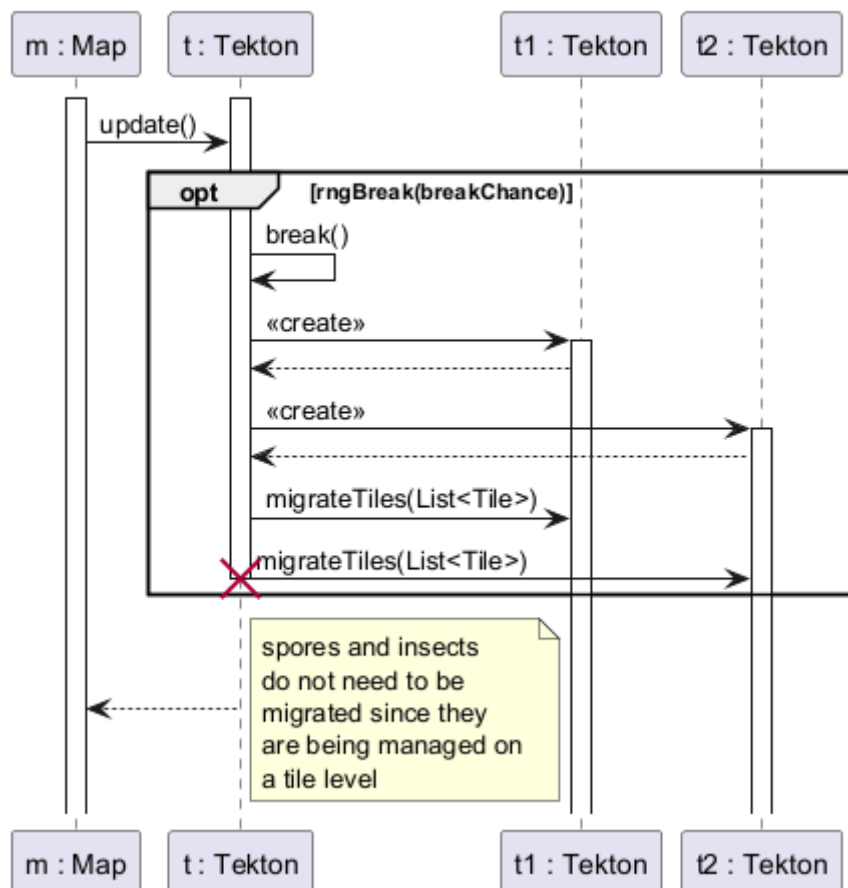 m : Map
t : Tekton
t1 : Tekton
t2 : Tekton
update()
opt
[rngBreak(breakChance)]
break()
«create»
«create»
migrateTiles(List<Tile>)
migrateTiles(List<Tile>)
spores and insects
do not need to be
migrated since they
are being managed on
a tile level
m : Map
t : Tekton
t1 : Tekton
t2 : Tekton